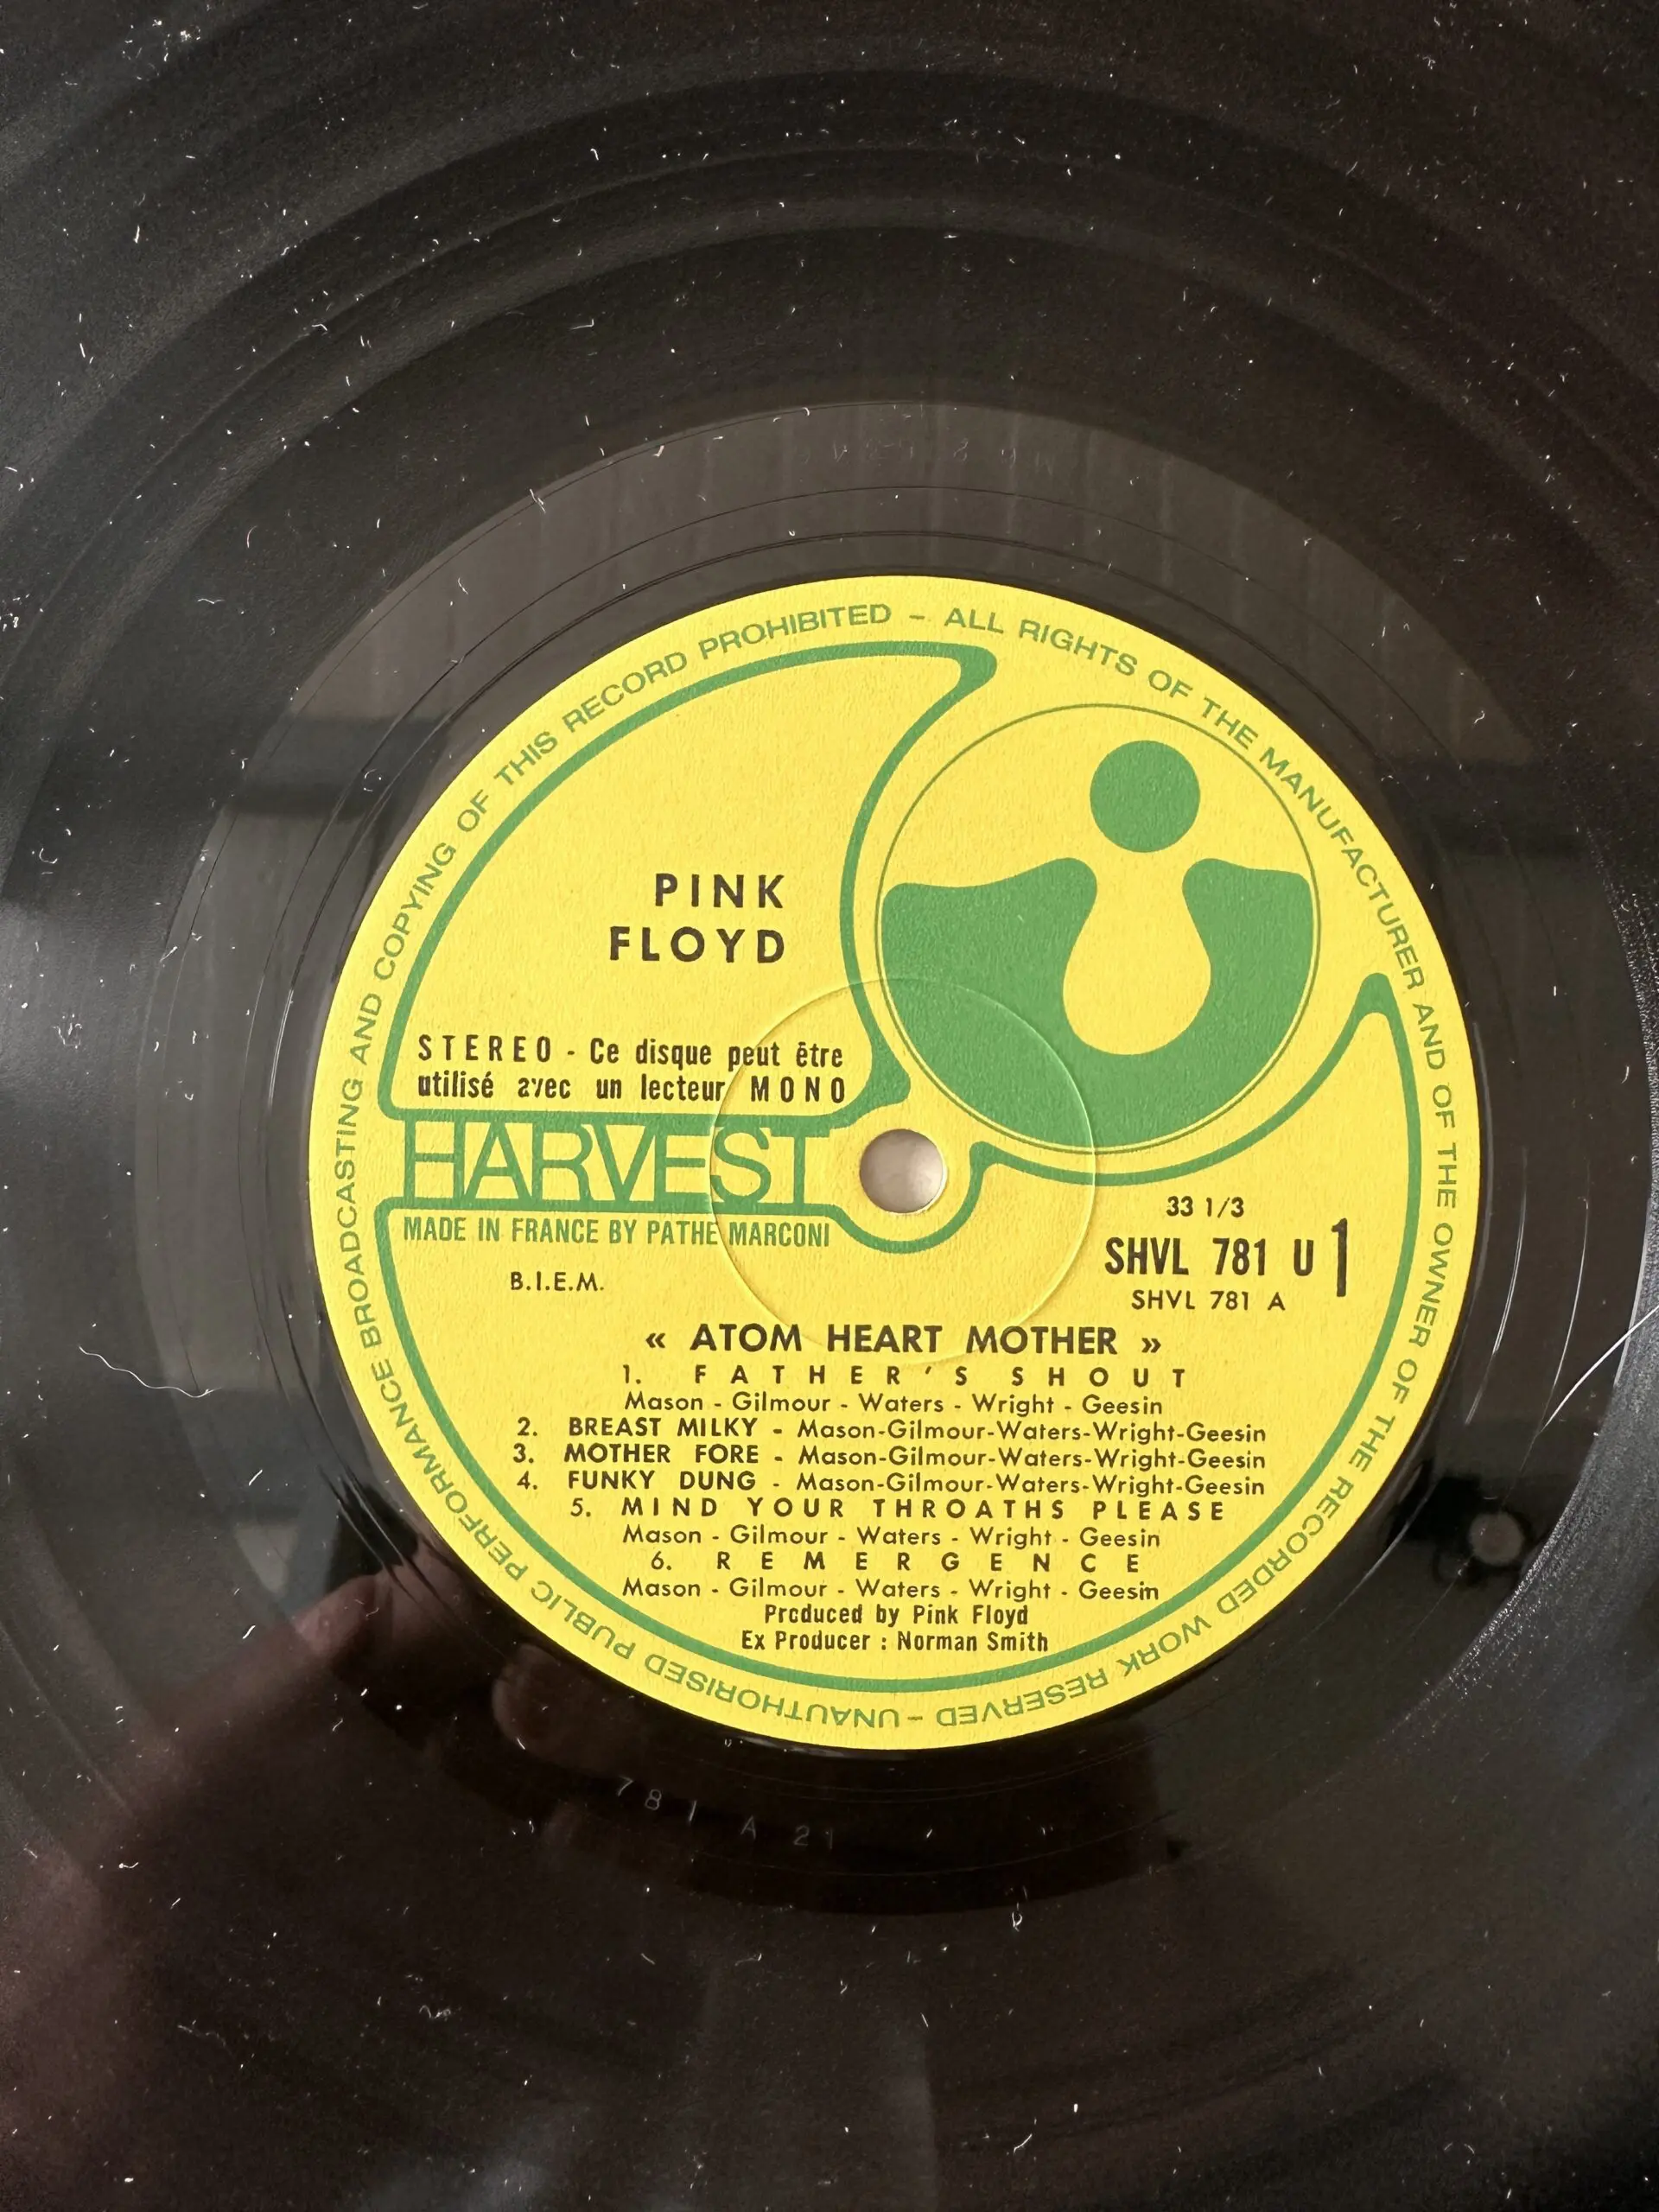 UNAUTHORISED PUBLIC PERFORMANCE BROADCASTING AND COPYING OF THIS RECORD PROHIBITED – ALL RIGHTS OF THE MANUFACTURER AND OF THE OWNER OF THE RECORDED WORK RESERVED –
PINK
FLOYD
STEREO - Ce disque peut être
utilisé avec un lecteur MONO
HARVEST
MADE IN FRANCE BY PATHE MARCONI
B.I.E.M.
33 1/3
SHVL 781 U 1
SHVL 781 A
« ATOM HEART MOTHER »
1. FATHER'S SHOUT
Mason - Gilmour - Waters - Wright - Geesin
2. BREAST MILKY - Mason-Gilmour-Waters-Wright-Geesin
3. MOTHER FORE - Mason-Gilmour-Waters-Wright-Geesin
4. FUNKY DUNG - Mason-Gilmour-Waters-Wright-Geesin
5. MIND YOUR THROATHS PLEASE
Mason - Gilmour - Waters - Wright - Geesin
6. REMERGENCE
Mason - Gilmour - Waters - Wright - Geesin
Produced by Pink Floyd
Ex Producer : Norman Smith
781 A 21